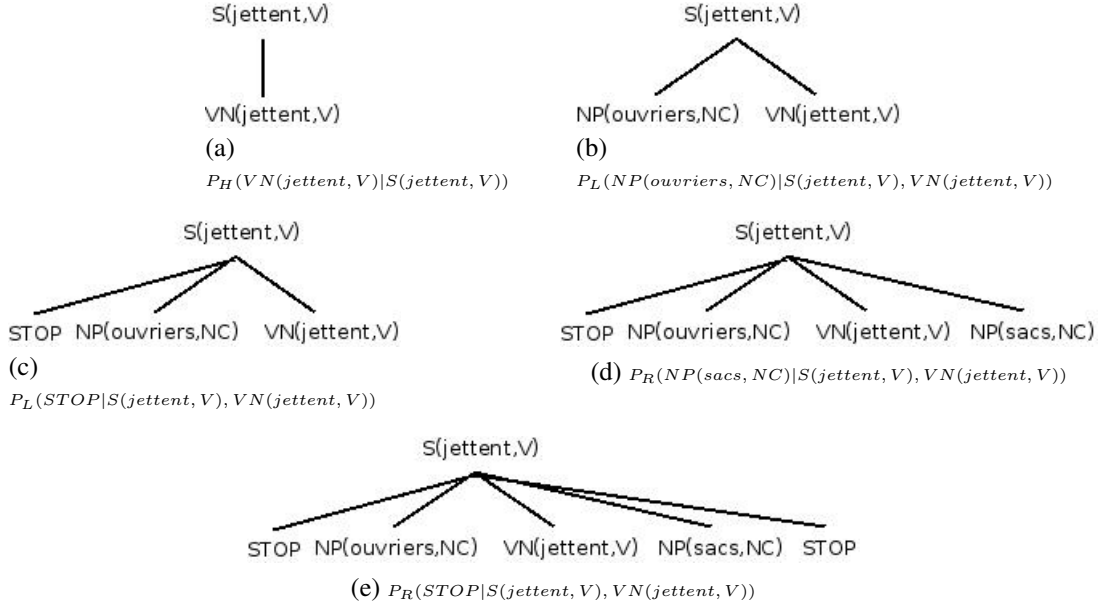 S(jettent,V)
VN(jettent,V)
(a)
P_H(VN(jettent, V)|S(jettent, V))
S(jettent,V)
NP(ouvriers,NC) VN(jettent,V)
(b)
P_L(NP(ouvriers, NC)|S(jettent, V), VN(jettent, V))
S(jettent,V)
STOP NP(ouvriers,NC) VN(jettent,V)
(c)
P_L(STOP|S(jettent, V), VN(jettent, V))
S(jettent,V)
STOP NP(ouvriers,NC) VN(jettent,V) NP(sacs,NC)
(d) P_R(NP(sacs, NC)|S(jettent, V), VN(jettent, V))
S(jettent,V)
STOP NP(ouvriers,NC) VN(jettent,V) NP(sacs,NC) STOP
(e) P_R(STOP|S(jettent, V), VN(jettent, V))